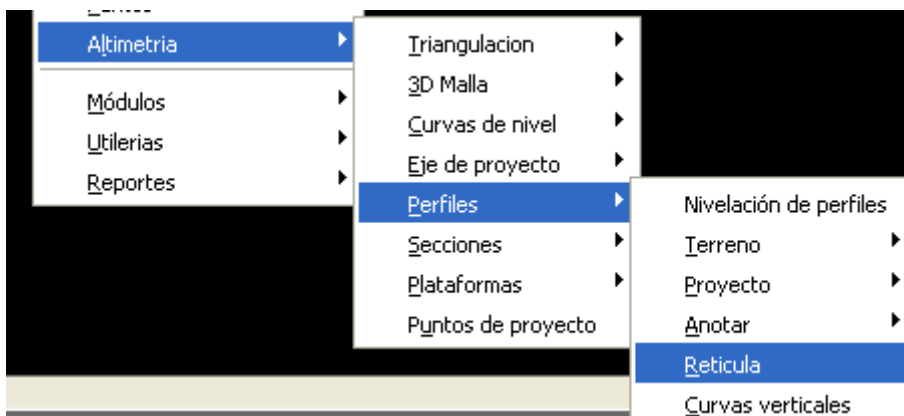 Altimetria
Módulos
Utilerias
Reportes
Triangulacion
3D Malla
Curvas de nivel
Eje de proyecto
Perfiles
Secciones
Plataformas
Puntos de proyecto
Nivelación de perfiles
Terreno
Proyecto
Anotar
Reticula
Curvas verticales